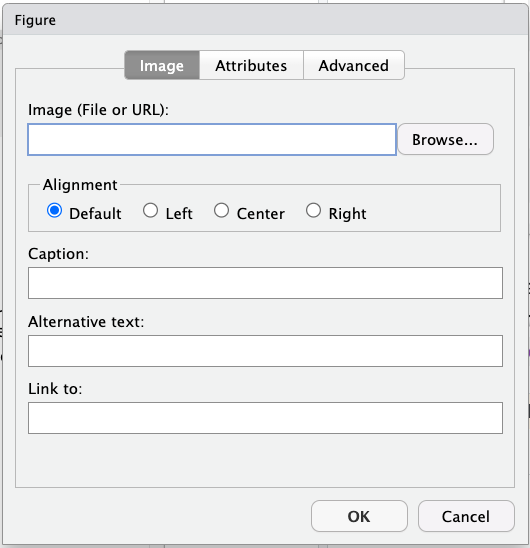 Figure
Image Attributes Advanced
Image (File or URL):
Browse...
Alignment
Default Left Center Right
Caption:
Alternative text:
Link to:
OK Cancel